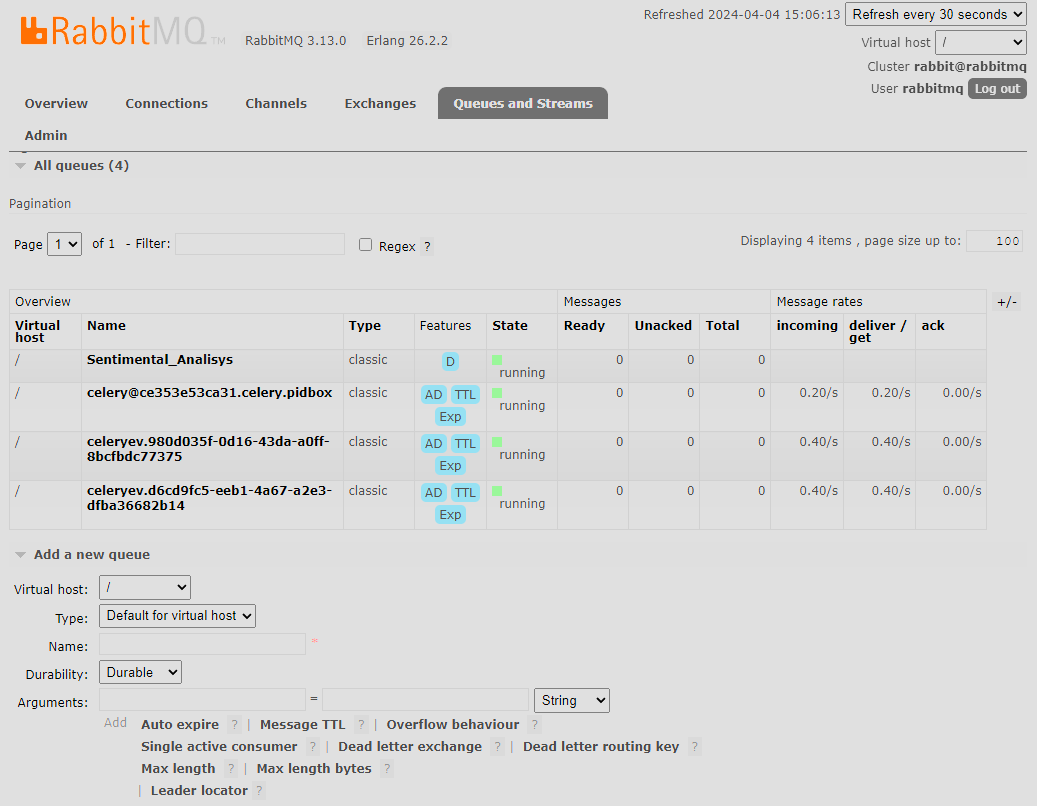 RabbitMQ TM RabbitMQ 3.13.0 Erlang 26.2.2
Refreshed 2024-04-04 15:06:13 Refresh every 30 seconds
Virtual host /
Cluster rabbit@rabbitmq
User rabbitmq Log out
Overview Connections Channels Exchanges Queues and Streams
Admin
All queues (4)
Pagination
Page 1 of 1 - Filter: Regex ? Displaying 4 items , page size up to: 100
Overview Messages Message rates +/-
Virtual host Name Type Features State Ready Unacked Total incoming deliver / get ack
/ Sentimental_Analisys classic D running 0 0 0
/ celery@ce353e53ca31.celery.pidbox classic AD TTL Exp running 0 0 0 0.20/s 0.20/s 0.00/s
/ celeryev.980d035f-0d16-43da-a0ff-8bcfbdc77375 classic AD TTL Exp running 0 0 0 0.40/s 0.40/s 0.00/s
/ celeryev.d6cd9fc5-eeb1-4a67-a2e3-dfba36682b14 classic AD TTL Exp running 0 0 0 0.40/s 0.40/s 0.00/s
Add a new queue
Virtual host: /
Type: Default for virtual host
Name: *
Durability: Durable
Arguments: = String
Add Auto expire ? | Message TTL ? | Overflow behaviour ?
Single active consumer ? | Dead letter exchange ? | Dead letter routing key ?
Max length ? | Max length bytes ?
| Leader locator ?